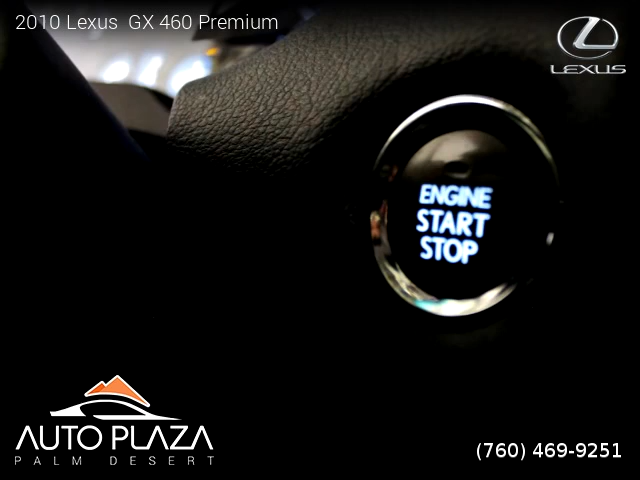 2010 Lexus  GX 460 Premium
LEXUS
ENGINE
START
STOP
AUTO PLAZA
PALM DESERT
(760) 469-9251